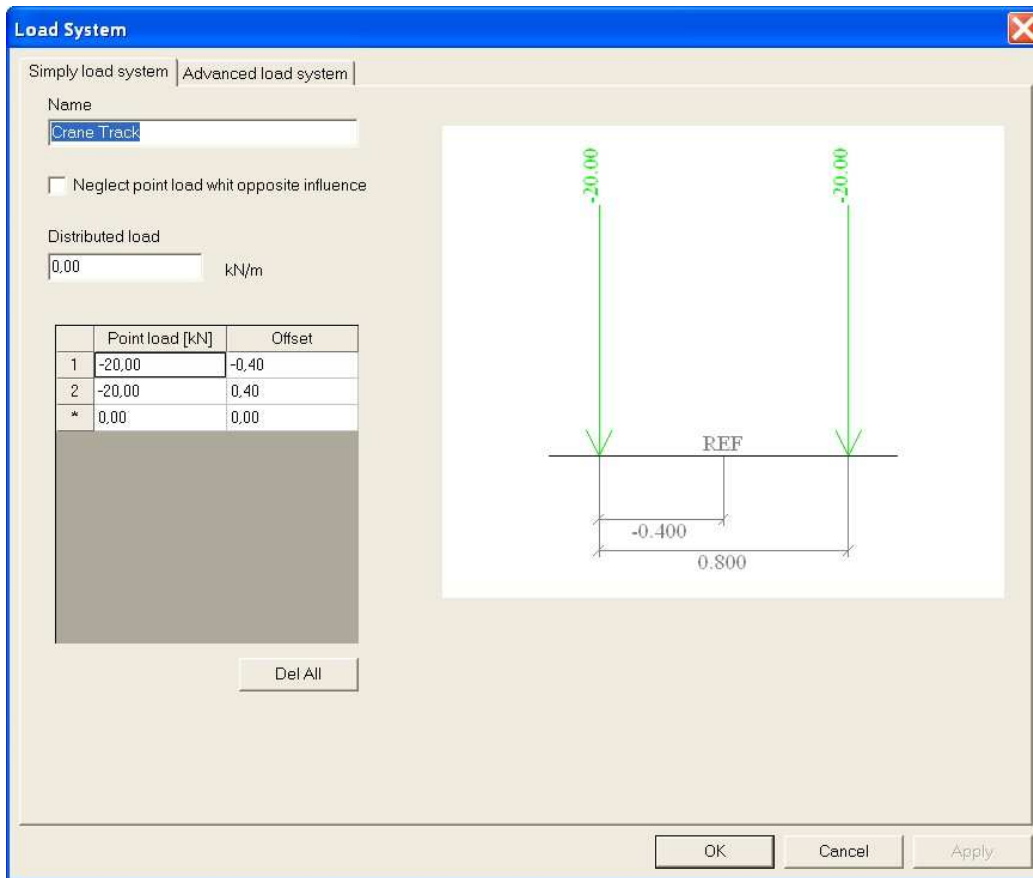 Load System
Simply load system Advanced load system
Name
Crane Track
Neglect point load whit opposite influence
Distributed load
0,00 kN/m
Point load [kN] Offset
1 -20,00 -0,40
2 -20,00 0,40
* 0,00 0,00
Del All
-20.00 -20.00
REF
-0.400
0.800
OK Cancel Apply